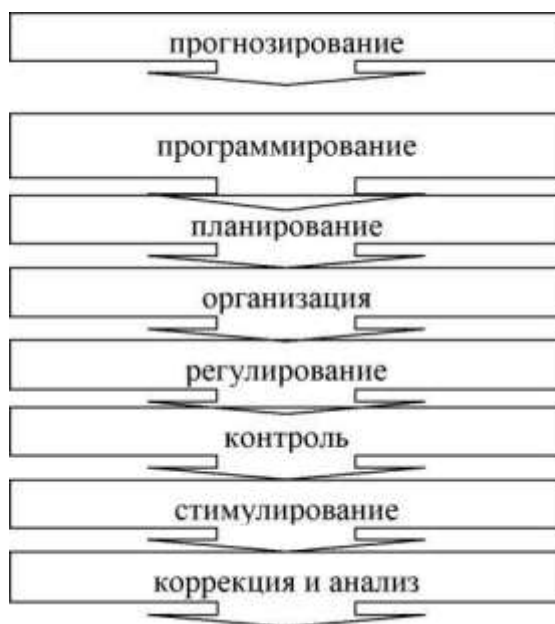 прогнозирование
программирование
планирование
организация
регулирование
контроль
стимулирование
коррекция и анализ